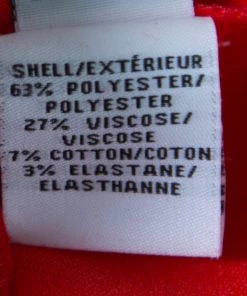 SHELL/EXTÉRIEUR
63% POLYESTER/
POLYESTER
27% VISCOSE/
VISCOSE
7% COTTON/COTON
3% ELASTANE/
ELASTHANNE